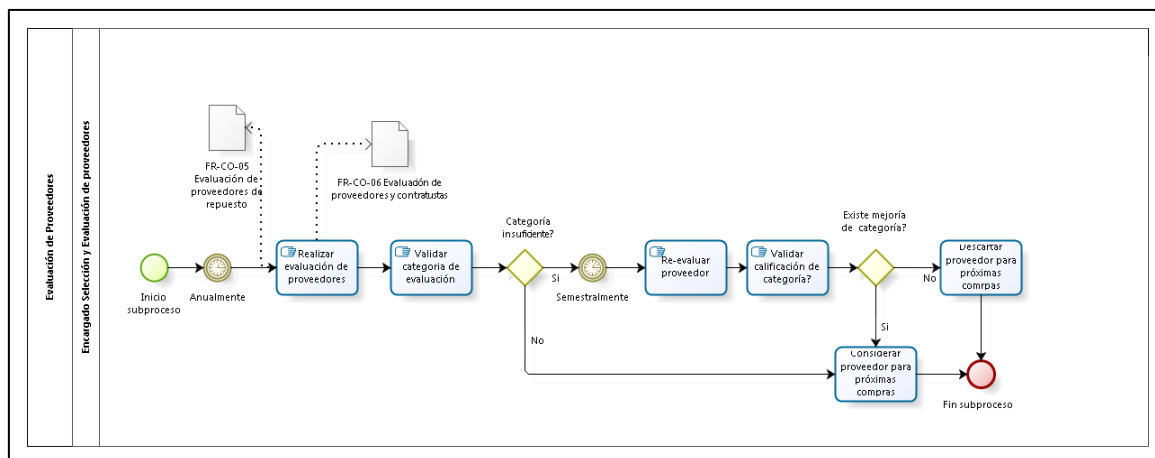 Evaluación de Proveedores
Encargado Selección y Evaluación de proveedores
FR-CO-05
Evaluación de
proveedores de
repuesto
FR-CO-06 Evaluación de
proveedores y contratustas
Inicio
subproceso
Anualmente
Realizar
evaluación de
proveedores
Validar
categoria de
evaluación
Categoría
insuficiente?
Si
No
Semestralmente
Re-evaluar
proveedor
Validar
calificación de
categoría?
Existe mejoría
de categoría?
No
Si
Descartar
proveedor para
próximas
comrpas
Considerar
proveedor para
próximas
compras
Fin subproceso